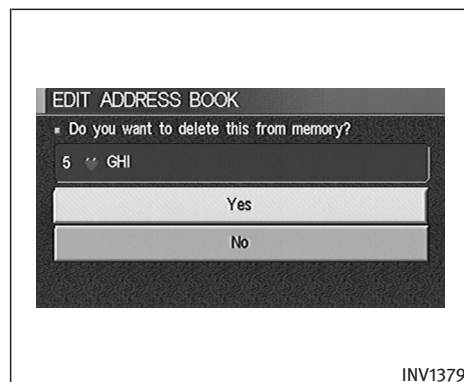 EDIT ADDRESS BOOK
Do you want to delete this from memory?
5 GHI
Yes
No
INV1379